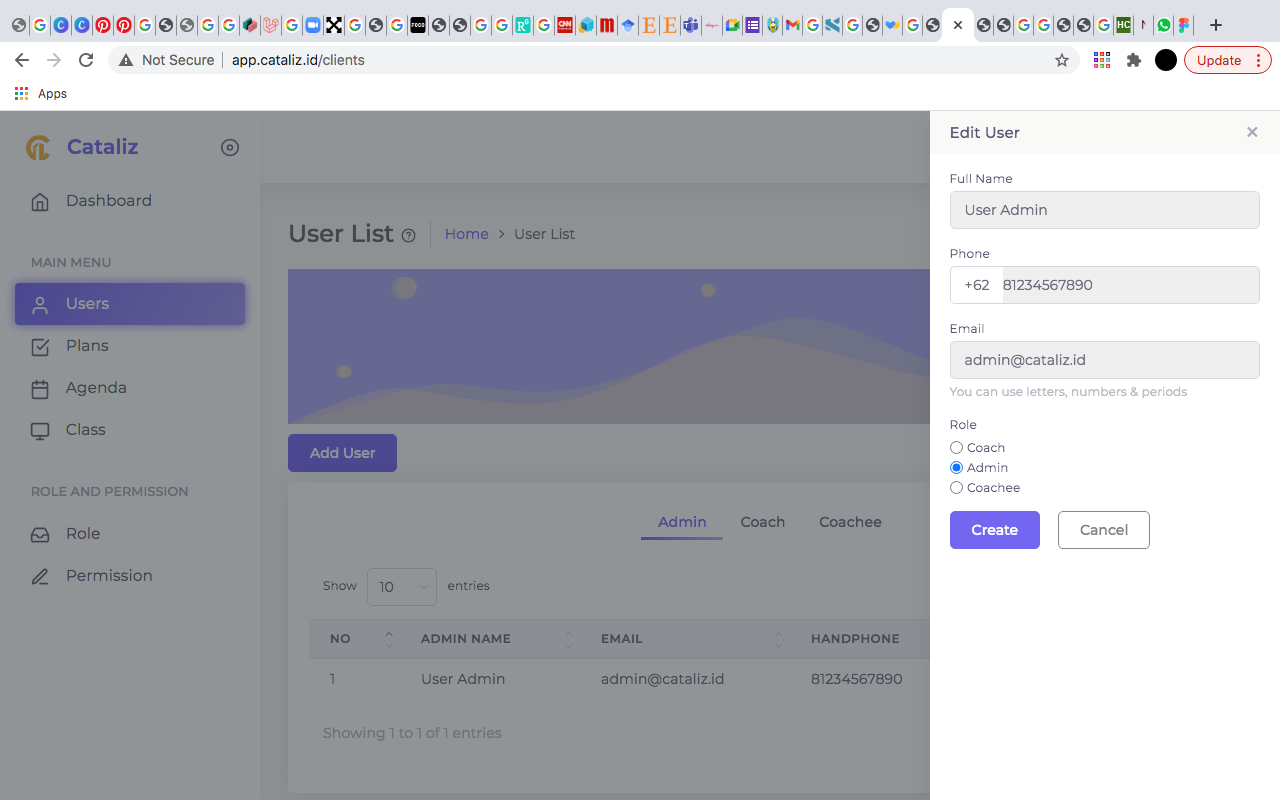 Not Secure app.cataliz.id/clients Update
Apps
Cataliz
Dashboard
MAIN MENU
Users
Plans
Agenda
Class
ROLE AND PERMISSION
Role
Permission
User List Home User List
Add User
Admin Coach Coachee
Show 10 entries
NO ADMIN NAME EMAIL HANDPHONE
1 User Admin admin@cataliz.id 81234567890
Showing 1 to 1 of 1 entries
Edit User
Full Name
User Admin
Phone
+62 81234567890
Email
admin@cataliz.id
You can use letters, numbers & periods
Role
Coach
Admin
Coachee
Create Cancel